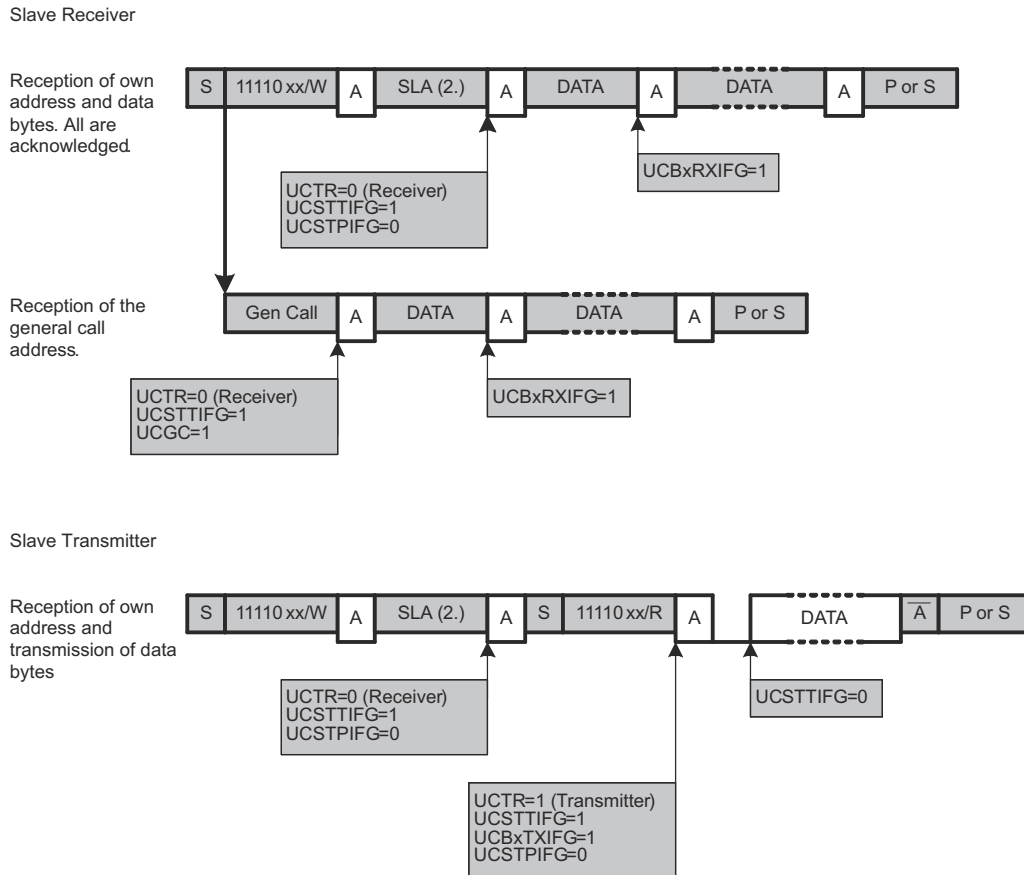 Slave Receiver
Reception of own
address and data
bytes. All are
acknowledged.
S 11110 xx/W A SLA (2.) A DATA A DATA A P or S
UCTR=0 (Receiver)
UCSTTIFG=1
UCSTPIFG=0
UCBxRXIFG=1
Reception of the
general call
address.
Gen Call A DATA A DATA A P or S
UCTR=0 (Receiver)
UCSTTIFG=1
UCGC=1
UCBxRXIFG=1
Slave Transmitter
Reception of own
address and
transmission of data
bytes
S 11110 xx/W A SLA (2.) A S 11110 xx/R A DATA A̅ P or S
UCTR=0 (Receiver)
UCSTTIFG=1
UCSTPIFG=0
UCSTTIFG=0
UCTR=1 (Transmitter)
UCSTTIFG=1
UCBxTXIFG=1
UCSTPIFG=0